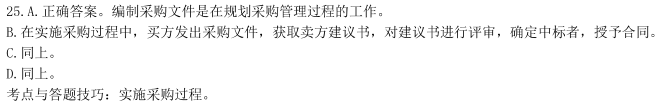 25.A.正确答案。编制采购文件是在规划采购管理过程的工作。
B.在实施采购过程中，买方发出采购文件，获取卖方建议书，对建议书进行评审，确定中标者，授予合同。
C.同上。
D.同上。
考点与答题技巧：实施采购过程。